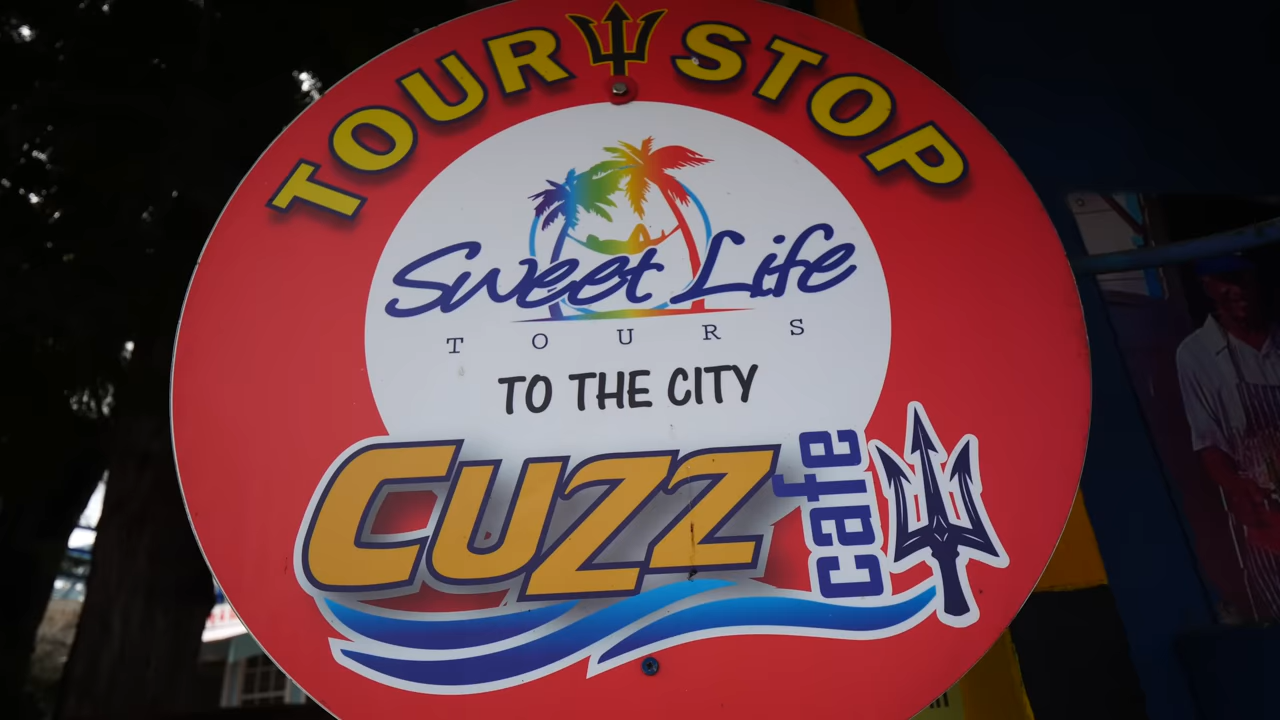 TOUR STOP
Sweet Life
TOURS
TO THE CITY
CUZZ cafe